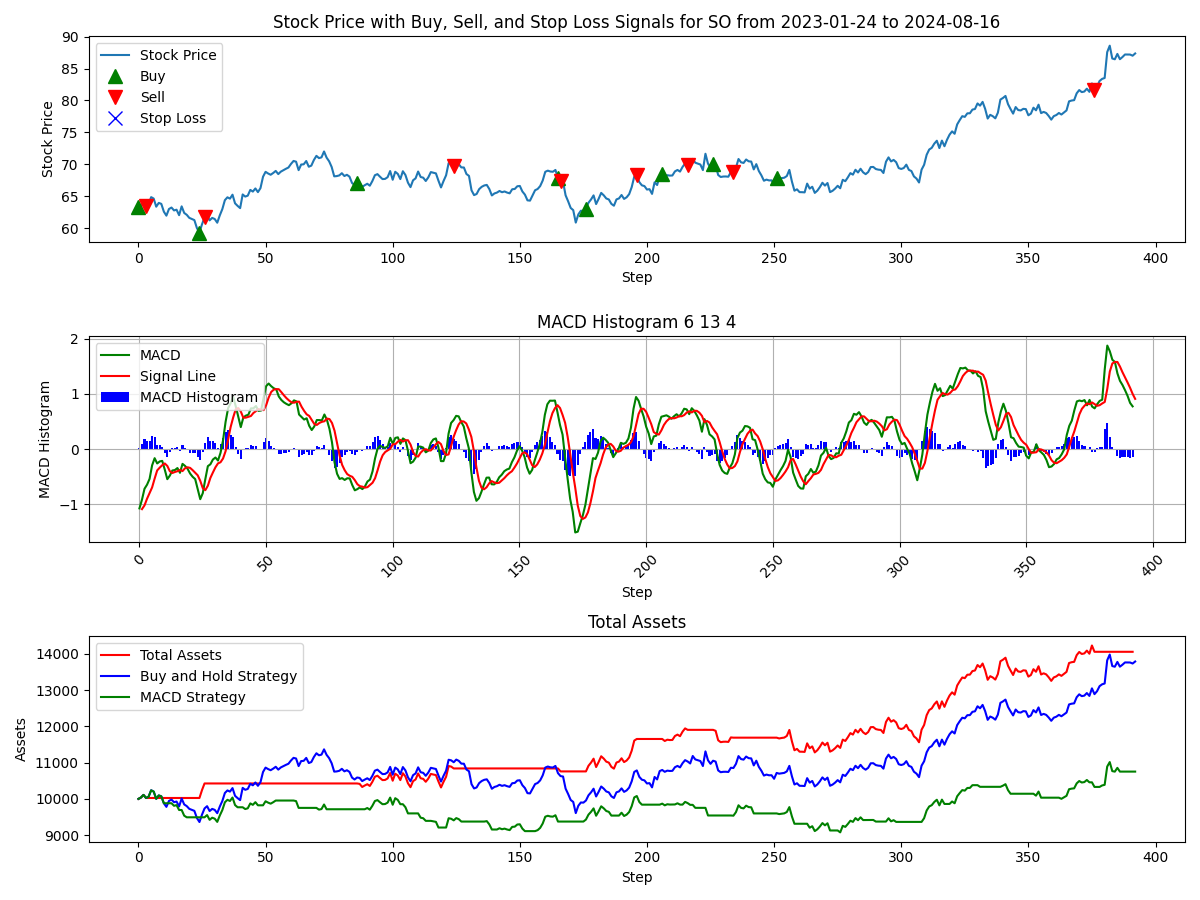 Stock Price with Buy, Sell, and Stop Loss Signals for SO from 2023-01-24 to 2024-08-16
90
85
80
75
70
65
60
Stock Price
Stock Price
Buy
Sell
Stop Loss
0 50 100 150 200 250 300 350 400
Step
MACD Histogram 6 13 4
2
1
0
−1
MACD Histogram
MACD
Signal Line
MACD Histogram
0 50 100 150 200 250 300 350 400
Step
Total Assets
14000
13000
12000
11000
10000
9000
Assets
Total Assets
Buy and Hold Strategy
MACD Strategy
0 50 100 150 200 250 300 350 400
Step